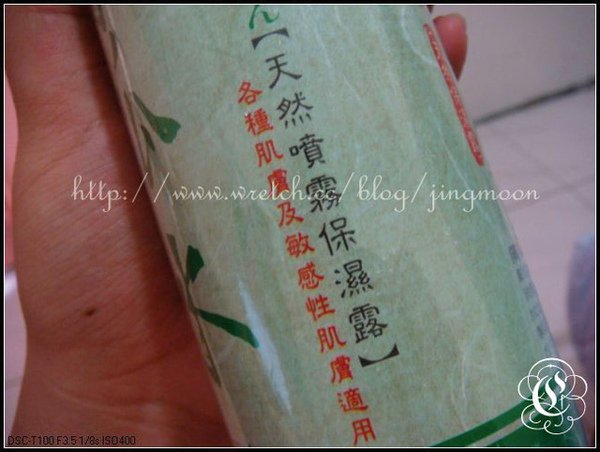 ん
【天然噴霧保濕露】
各種肌膚及敏感性肌膚適用
http://www.wretch.cc/blog/jingmoon
DSC-T100 F3.5 1/8s ISO400